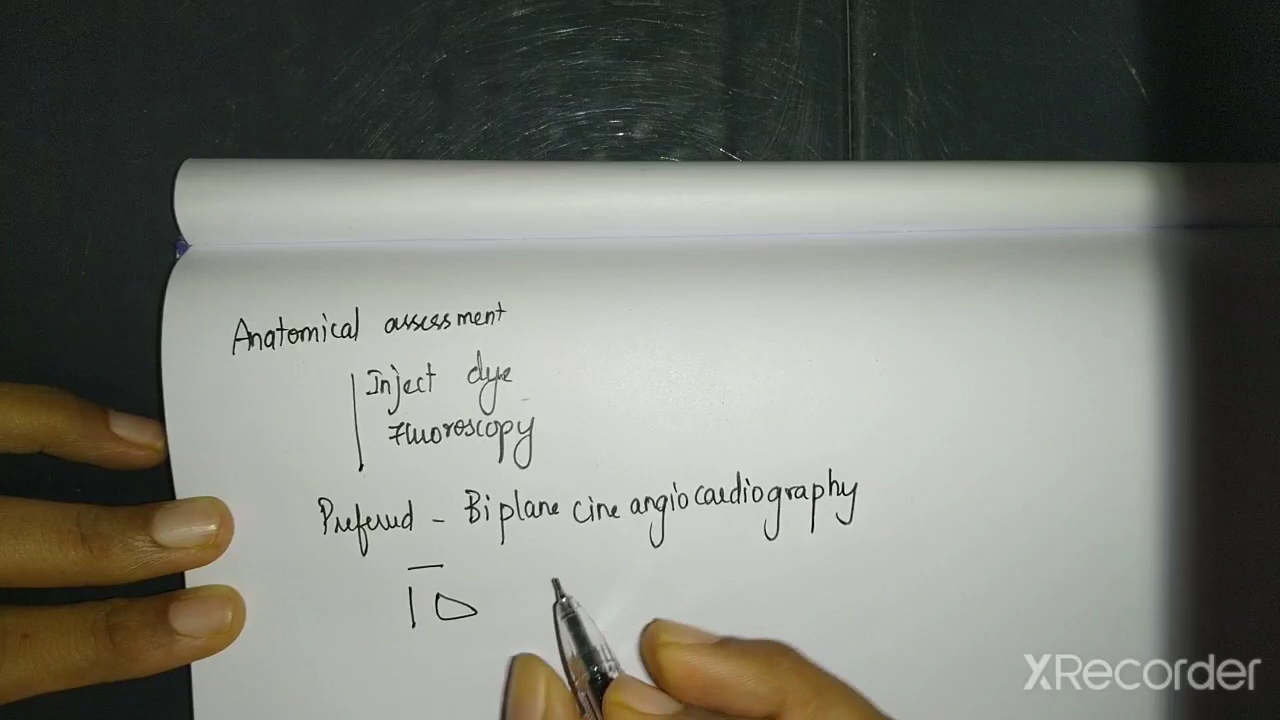 Anatomical assessment
Inject dye
Fluoroscopy
Preferred - Biplane cine angiocardiography
XRecorder